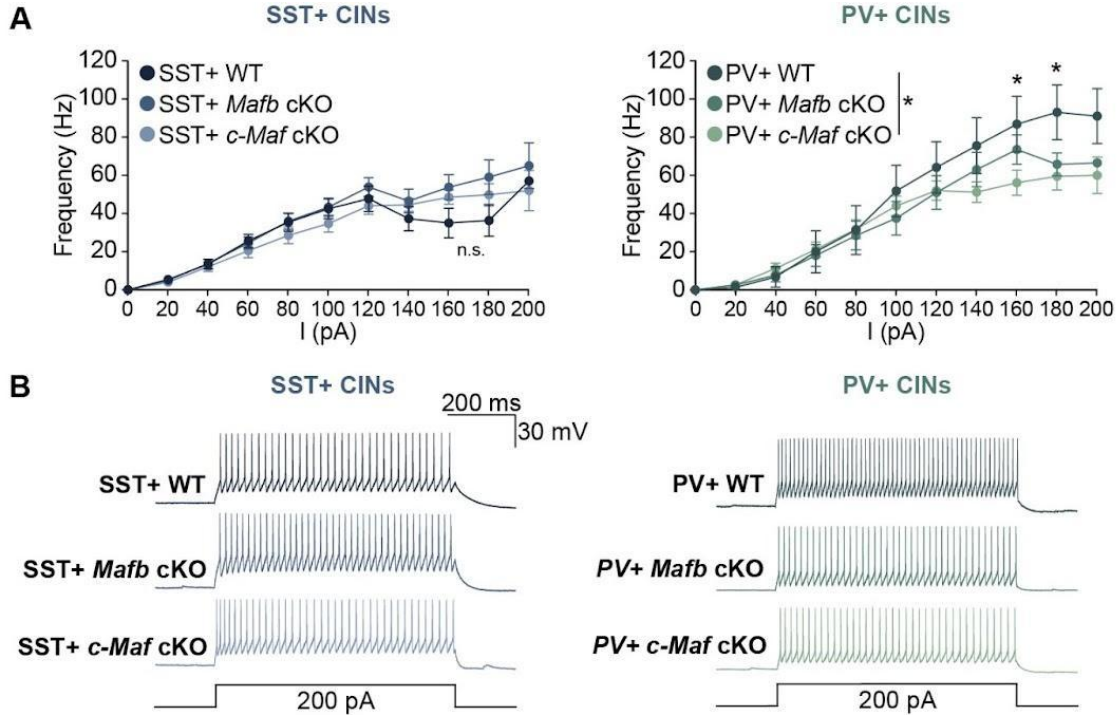 A
SST+ CINs
PV+ CINs
Frequency (Hz)
120
100
80
60
40
20
0
SST+ WT
SST+ Mafb cKO
SST+ c-Maf cKO
n.s.
0 20 40 60 80 100 120 140 160 180 200
I (pA)
Frequency (Hz)
120
100
80
60
40
20
0
PV+ WT
PV+ Mafb cKO
PV+ c-Maf cKO
*
* *
0 20 40 60 80 100 120 140 160 180 200
I (pA)
B
SST+ CINs
PV+ CINs
200 ms
30 mV
SST+ WT
SST+ Mafb cKO
SST+ c-Maf cKO
200 pA
PV+ WT
PV+ Mafb cKO
PV+ c-Maf cKO
200 pA